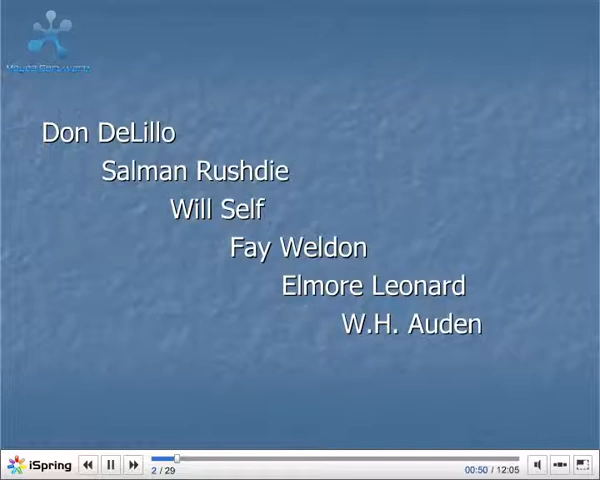 Don DeLillo
Salman Rushdie
Will Self
Fay Weldon
Elmore Leonard
W.H. Auden
iSpring
2 / 29
00:50 / 12:05